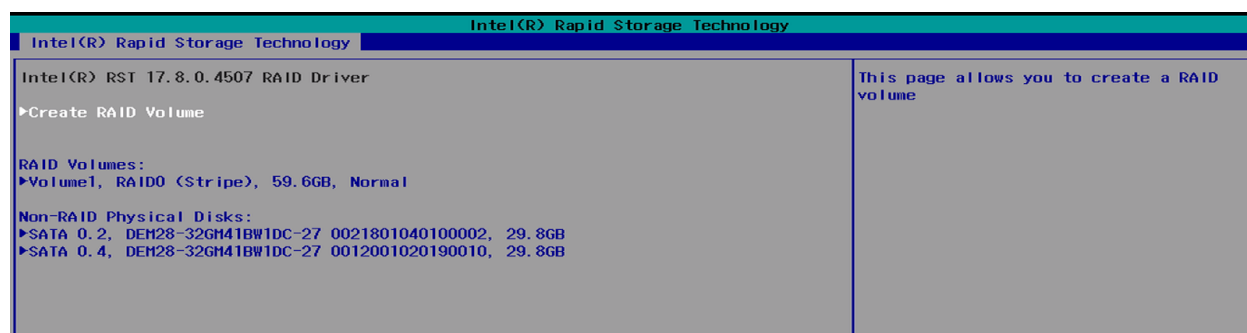 Intel(R) Rapid Storage Technology
Intel(R) Rapid Storage Technology
Intel(R) RST 17.8.0.4507 RAID Driver
▶Create RAID Volume
RAID Volumes:
▶Volume1, RAID0 (Stripe), 59.6GB, Normal
Non-RAID Physical Disks:
▶SATA 0.2, DEM28-32GM41BW1DC-27 0021801040100002, 29.8GB
▶SATA 0.4, DEM28-32GM41BW1DC-27 0012001020190010, 29.8GB
This page allows you to create a RAID
volume